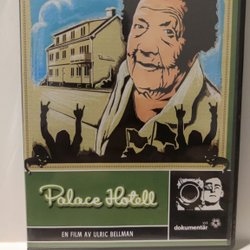 Palace Hotell
dokumentär
EN FILM AV ULRIC BELLMAN